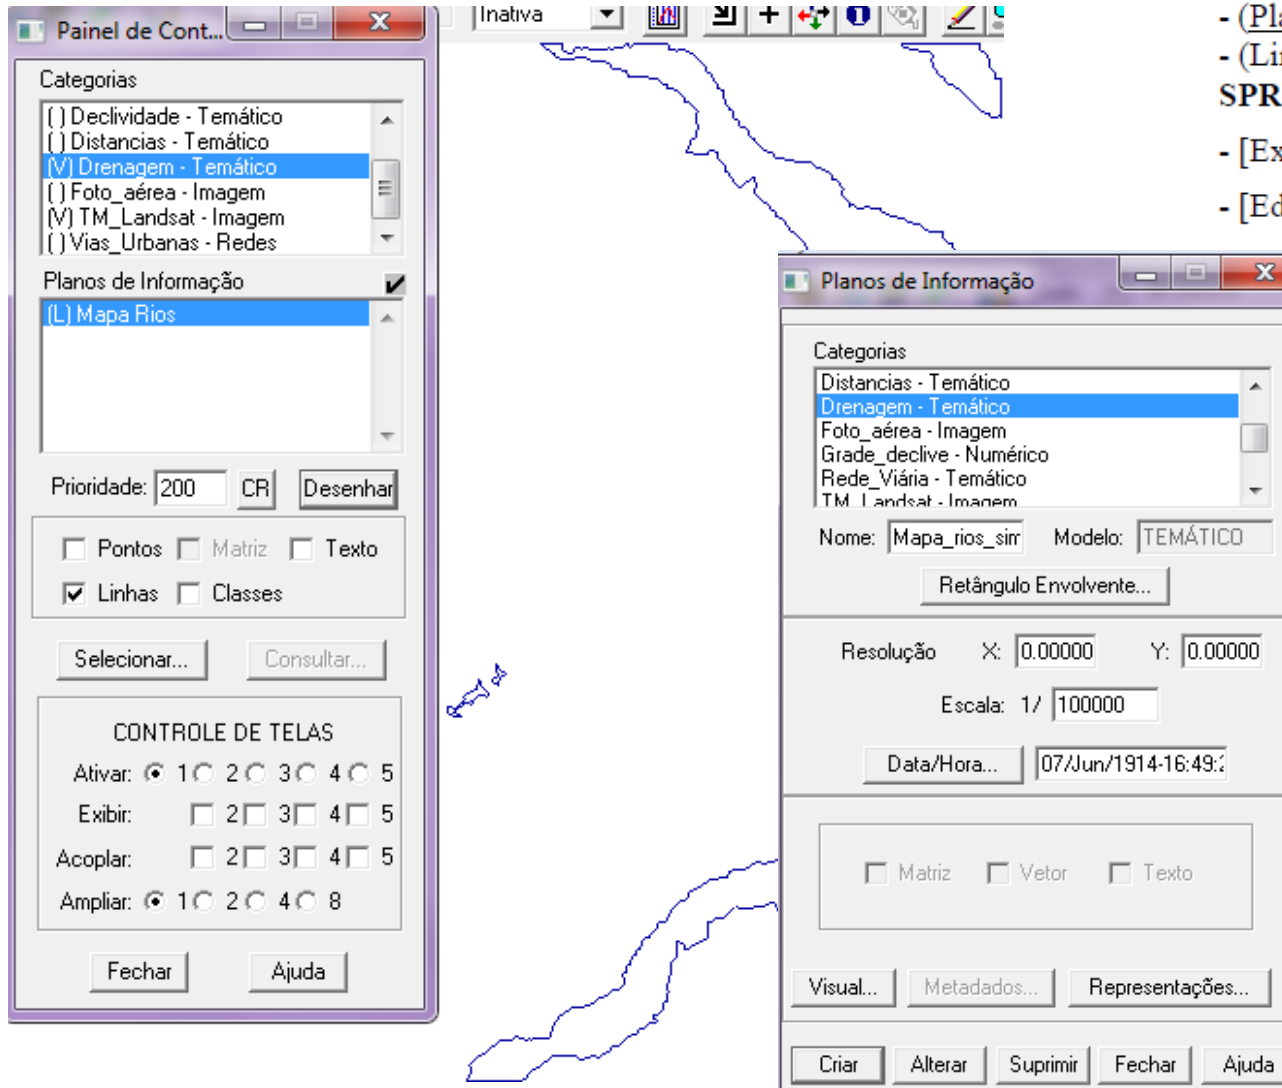 Painel de Cont...
Categorias
( ) Declividade - Temático
( ) Distancias - Temático
(V) Drenagem - Temático
( ) Foto_aérea - Imagem
(V) TM_Landsat - Imagem
( ) Vias_Urbanas - Redes
Planos de Informação
(L) Mapa Rios
Prioridade: 200 CR Desenhar
Pontos Matriz Texto
Linhas Classes
Selecionar... Consultar...
CONTROLE DE TELAS
Ativar: 1 2 3 4 5
Exibir: 2 3 4 5
Acoplar: 2 3 4 5
Ampliar: 1 2 4 8
Fechar Ajuda
Inativa
- (Pla
- (Lin
SPR
- [Ex
- [Ed
Planos de Informação
Categorias
Distancias - Temático
Drenagem - Temático
Foto_aérea - Imagem
Grade_declive - Numérico
Rede_Viária - Temático
TM_Landsat - Imagem
Nome: Mapa_rios_sim Modelo: TEMÁTICO
Retângulo Envolvente...
Resolução X: 0.00000 Y: 0.00000
Escala: 1/ 100000
Data/Hora... 07/Jun/1914-16:49:2
Matriz Vetor Texto
Visual... Metadados... Representações...
Criar Alterar Suprimir Fechar Ajuda